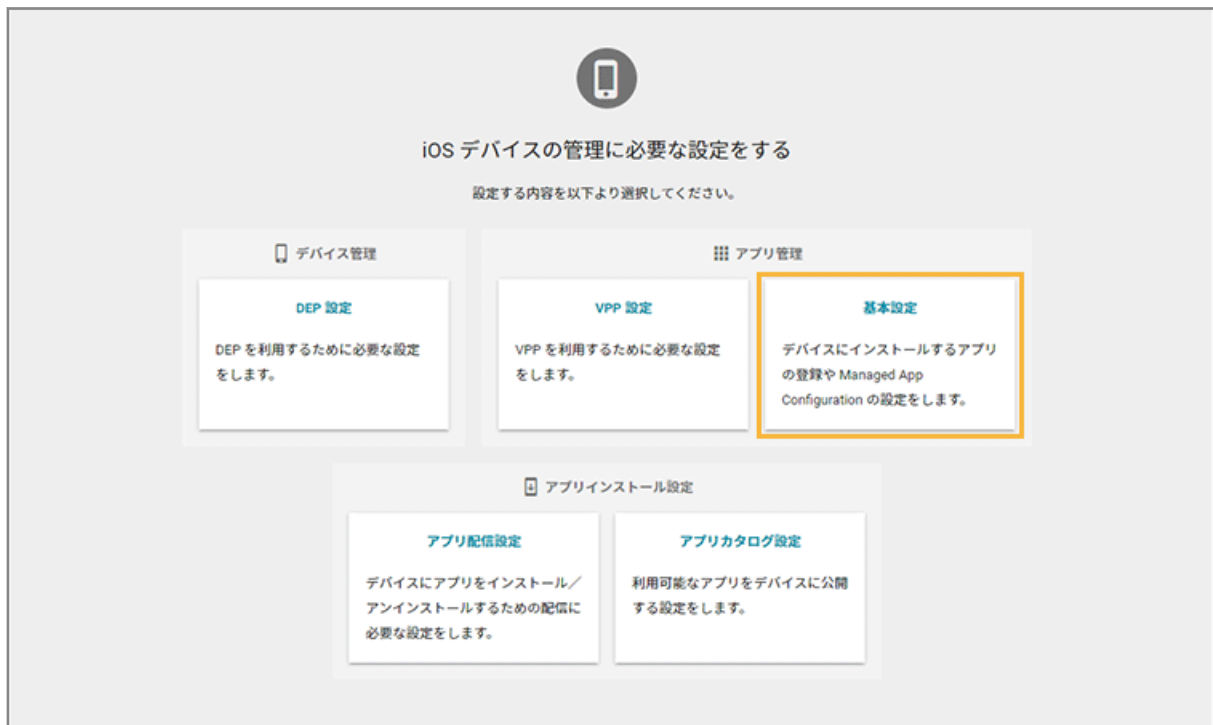 iOS デバイスの管理に必要な設定をする
設定する内容を以下より選択してください。
デバイス管理
DEP 設定
DEP を利用するために必要な設定
をします。
アプリ管理
VPP 設定
VPP を利用するために必要な設定
をします。
基本設定
デバイスにインストールするアプリ
の登録や Managed App
Configuration の設定をします。
アプリインストール設定
アプリ配信設定
デバイスにアプリをインストール／
アンインストールするための配信に
必要な設定をします。
アプリカタログ設定
利用可能なアプリをデバイスに公開
する設定をします。